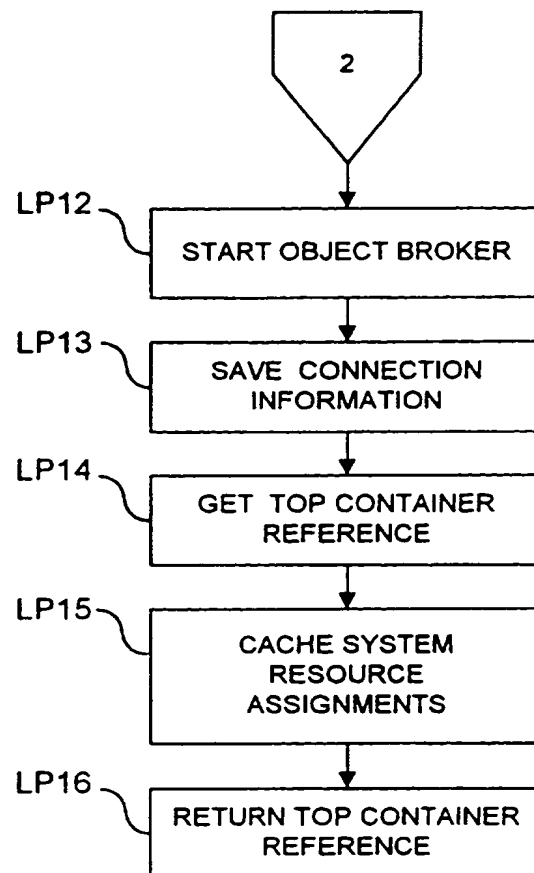 2
LP12
START OBJECT BROKER
LP13
SAVE CONNECTION
INFORMATION
LP14
GET TOP CONTAINER
REFERENCE
LP15
CACHE SYSTEM
RESOURCE
ASSIGNMENTS
LP16
RETURN TOP CONTAINER
REFERENCE